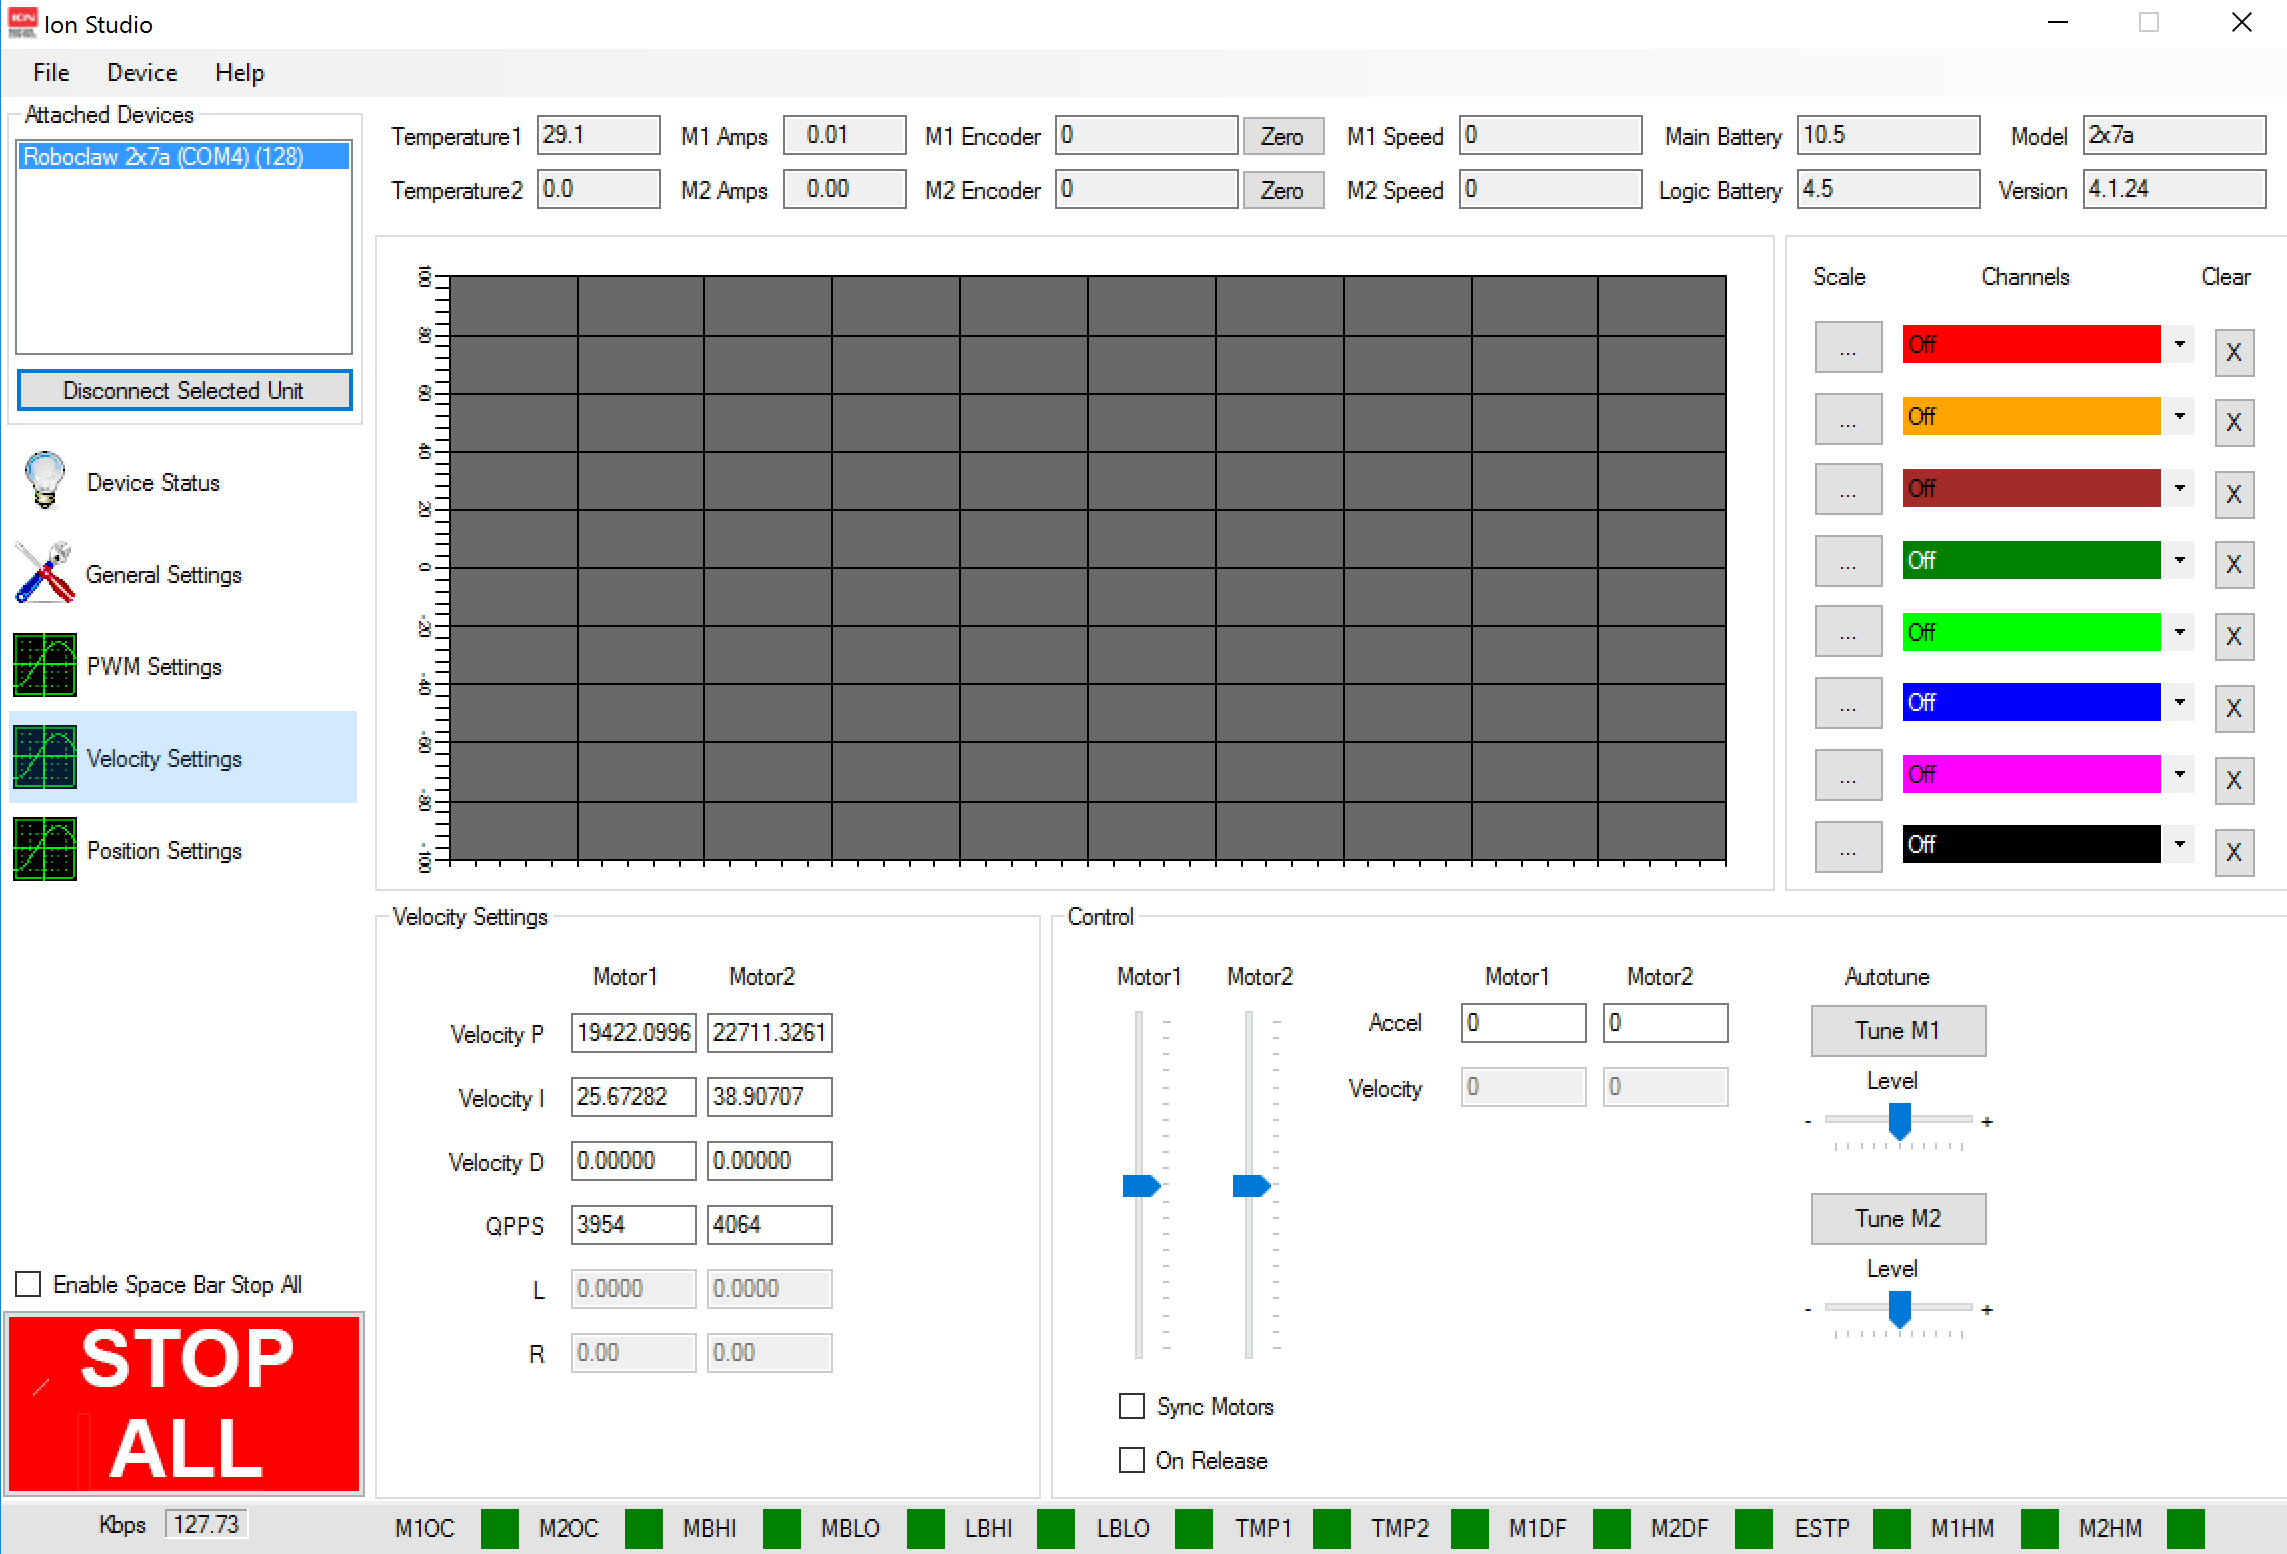 Ion Studio
File Device Help
Attached Devices
Roboclaw 2x7a (COM4) (128)
Disconnect Selected Unit
Temperature1 29.1 M1 Amps 0.01 M1 Encoder 0 Zero M1 Speed 0 Main Battery 10.5 Model 2x7a
Temperature2 0.0 M2 Amps 0.00 M2 Encoder 0 Zero M2 Speed 0 Logic Battery 4.5 Version 4.1.24
Device Status
General Settings
PWM Settings
Velocity Settings
Position Settings
100
80
60
40
20
0
-20
-40
-60
-80
-100
Scale Channels Clear
... Off X
... Off X
... Off X
... Off X
... Off X
... Off X
... Off X
... Off X
Velocity Settings
Motor1 Motor2
Velocity P 19422.0996 22711.3261
Velocity I 25.67282 38.90707
Velocity D 0.00000 0.00000
QPPS 3954 4064
L 0.0000 0.0000
R 0.00 0.00
Control
Motor1 Motor2
Motor1 Motor2
Accel 0 0
Velocity 0 0
Autotune
Tune M1
Level
- +
Tune M2
Level
- +
Sync Motors
On Release
Enable Space Bar Stop All
STOP
ALL
Kbps 127.73 M1OC M2OC MBHI MBLO LBHI LBLO TMP1 TMP2 M1DF M2DF ESTP M1HM M2HM